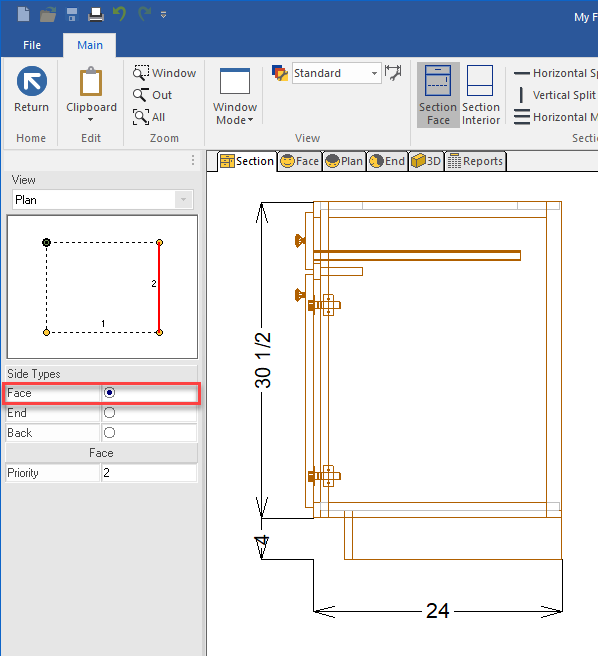 My F
File Main
Return
Clipboard
Window
Out
All
Window
Mode
Standard
Section
Face
Section
Interior
Horizontal S
Vertical Split
Horizontal M
Home Edit Zoom View Secti
Section Face Plan End 3D Reports
View
Plan
2
1
Side Types
Face
End
Back
Face
Priority 2
30 1/2
4
24